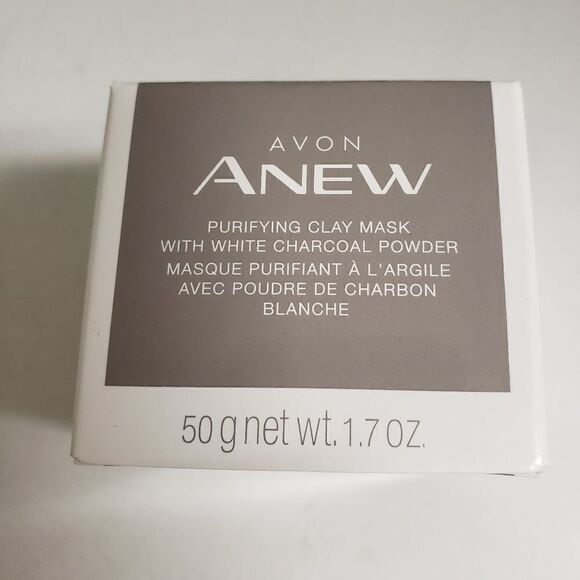 AVON
ANEW
PURIFYING CLAY MASK
WITH WHITE CHARCOAL POWDER
MASQUE PURIFIANT À L'ARGILE
AVEC POUDRE DE CHARBON
BLANCHE
50 g net wt. 1.7 OZ.